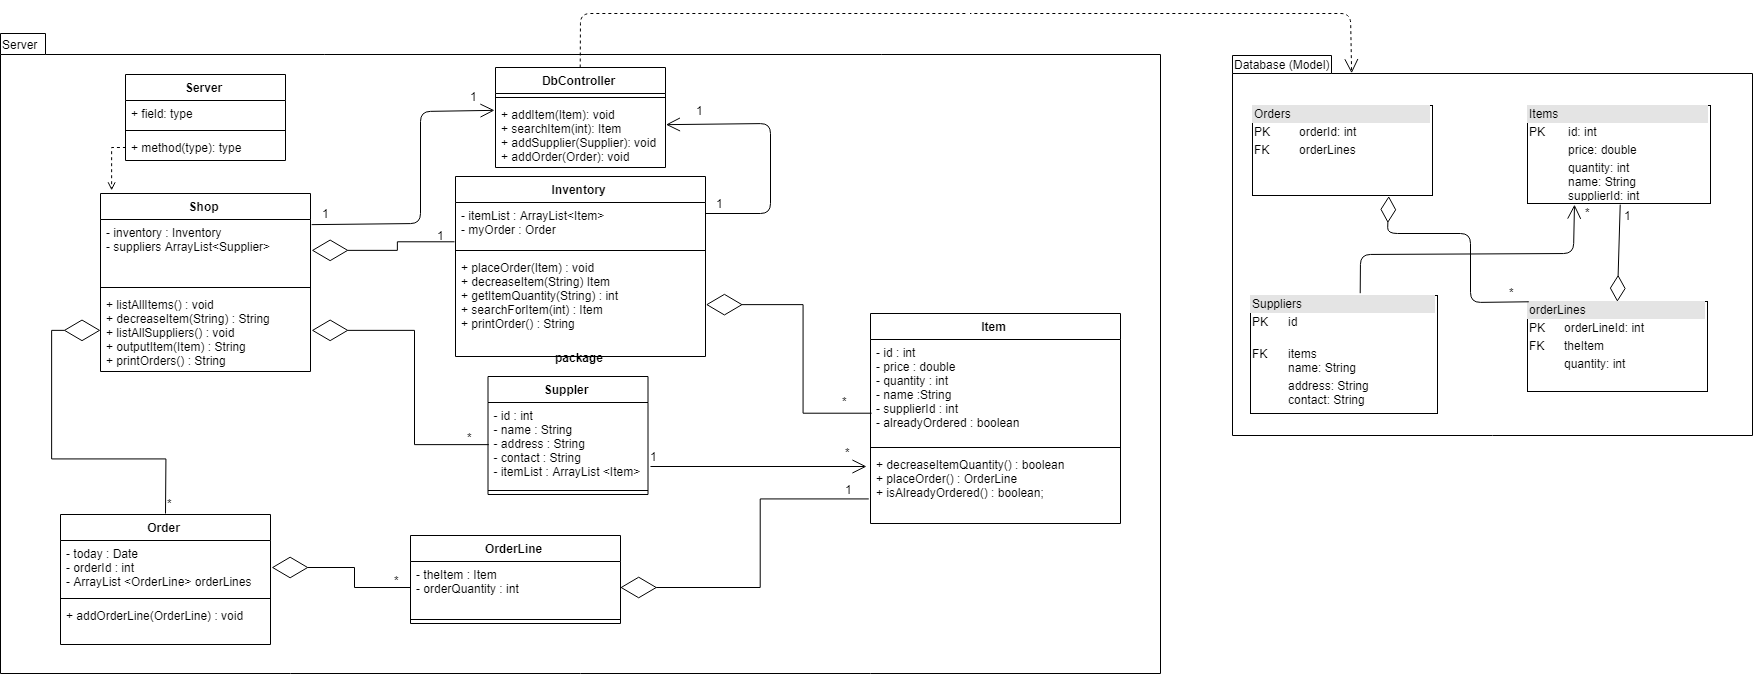 Server
Server
+ field: type
+ method(type): type
1
DbController
+ addItem(Item): void
+ searchItem(int): Item
+ addSupplier(Supplier): void
+ addOrder(Order): void
1
Shop
- inventory : Inventory
- suppliers ArrayList<Supplier>
+ listAllItems() : void
+ decreaseItem(String) : String
+ listAllSuppliers() : void
+ outputItem(Item) : String
+ printOrders() : String
1
1
Inventory
- itemList : ArrayList<Item>
- myOrder : Order
+ placeOrder(Item) : void
+ decreaseItem(String) Item
+ getItemQuantity(String) : int
+ searchForItem(int) : Item
+ printOrder() : String
1
package
Suppler
- id : int
- name : String
- address : String
- contact : String
- itemList : ArrayList <Item>
*
1
*
*
1
Item
- id : int
- price : double
- quantity : int
- name :String
- supplierId : int
- alreadyOrdered : boolean
+ decreaseItemQuantity() : boolean
+ placeOrder() : OrderLine
+ isAlreadyOrdered() : boolean;
*
Order
- today : Date
- orderId : int
- ArrayList <OrderLine> orderLines
+ addOrderLine(OrderLine) : void
*
OrderLine
- theItem : Item
- orderQuantity : int
Database (Model)
Orders
PK orderId: int
FK orderLines
Items
PK id: int
price: double
quantity: int
name: String
supplierId: int
*
1
*
Suppliers
PK id
FK items
name: String
address: String
contact: String
orderLines
PK orderLineId: int
FK theItem
quantity: int